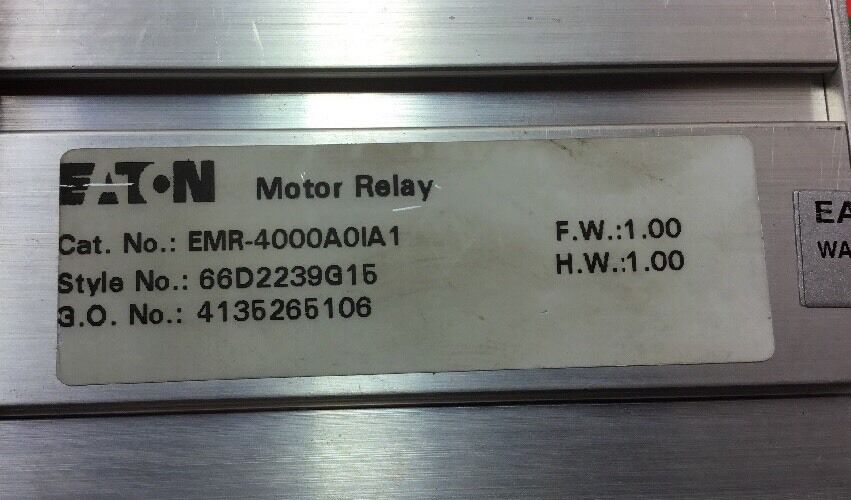 EATON Motor Relay
Cat. No.: EMR-4000A0IA1
F.W.:1.00
Style No.: 66D2239G15
H.W.:1.00
G.O. No.: 4135265106
EA
WA